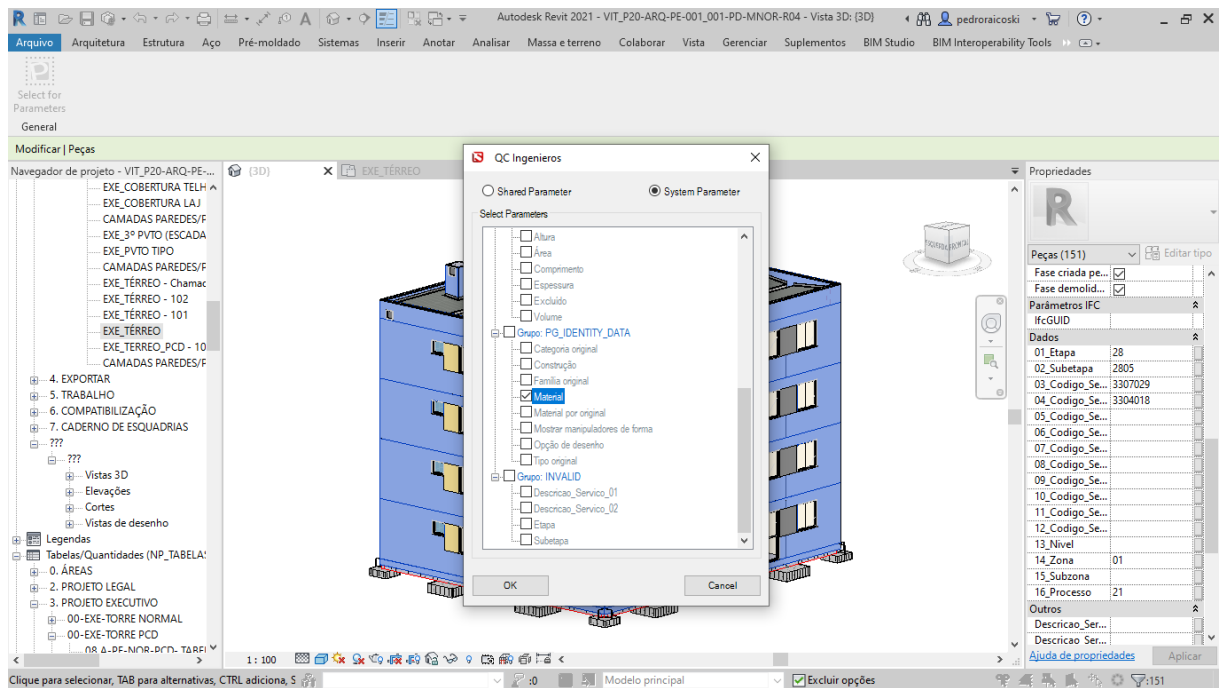 Autodesk Revit 2021 - VIT_P20-ARQ-PE-001_001-PD-MNOR-R04 - Vista 3D: {3D}
pedroraicoski
Arquivo Arquitetura Estrutura Aço Pré-moldado Sistemas Inserir Anotar Analisar Massa e terreno Colaborar Vista Gerenciar Suplementos BIM Studio BIM Interoperability Tools
Select for
Parameters
General
Modificar | Peças
Navegador de projeto - VIT_P20-ARQ-PE-...
EXE_COBERTURA TELH
EXE_COBERTURA LAJ
CAMADAS PAREDES/F
EXE_3º PVTO (ESCADA
EXE_PVTO TIPO
CAMADAS PAREDES/F
EXE_TÉRREO - Chamac
EXE_TÉRREO - 102
EXE_TÉRREO - 101
EXE_TÉRREO
EXE_TERREO_PCD - 10
CAMADAS PAREDES/F
4. EXPORTAR
5. TRABALHO
6. COMPATIBILIZAÇÃO
7. CADERNO DE ESQUADRIAS
???
???
Vistas 3D
Elevações
Cortes
Vistas de desenho
Legendas
Tabelas/Quantidades (NP_TABELA:
0. ÁREAS
2. PROJETO LEGAL
3. PROJETO EXECUTIVO
00-EXE-TORRE NORMAL
00-EXE-TORRE PCD
08.A-PE-NOR-PCD- TABEL
{3D}
EXE_TÉRREO
QC Ingenieros
Shared Parameter
System Parameter
Select Parameters
Altura
Área
Comprimento
Espessura
Excluído
Volume
Grupo: PG_IDENTITY_DATA
Categoria original
Construção
Família original
Material
Material por original
Mostrar manipuladores de forma
Opção de desenho
Tipo original
Grupo: INVALID
Descricao_Servico_01
Descricao_Servico_02
Etapa
Subetapa
OK
Cancel
FRONTAL
Propriedades
Peças (151)
Editar tipo
Fase criada pe...
Fase demolid...
Parâmetros IFC
IfcGUID
Dados
01_Etapa 28
02_Subetapa 2805
03_Codigo_Se... 3307029
04_Codigo_Se... 3304018
05_Codigo_Se...
06_Codigo_Se...
07_Codigo_Se...
08_Codigo_Se...
09_Codigo_Se...
10_Codigo_Se...
11_Codigo_Se...
12_Codigo_Se...
13_Nivel
14_Zona 01
15_Subzona
16_Processo 21
Outros
Descricao_Ser...
Descricao Ser...
Ajuda de propriedades
Aplicar
1 : 100
Clique para selecionar, TAB para alternativas, CTRL adiciona, S
:0
Modelo principal
Excluir opções
:151